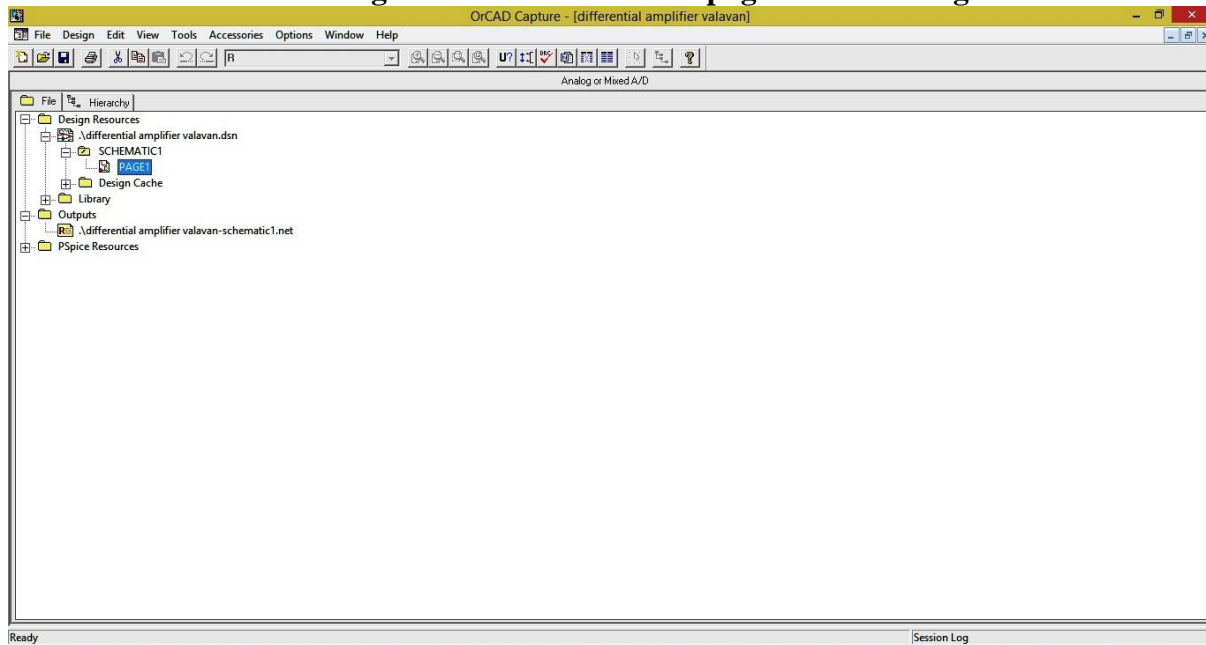 OrCAD Capture - [differential amplifier valavan]
File Design Edit View Tools Accessories Options Window Help
R U?
Analog or Mixed A/D
File Hierarchy
Design Resources
.\differential amplifier valavan.dsn
SCHEMATIC1
PAGE1
Design Cache
Library
Outputs
.\differential amplifier valavan-schematic1.net
PSpice Resources
Ready Session Log